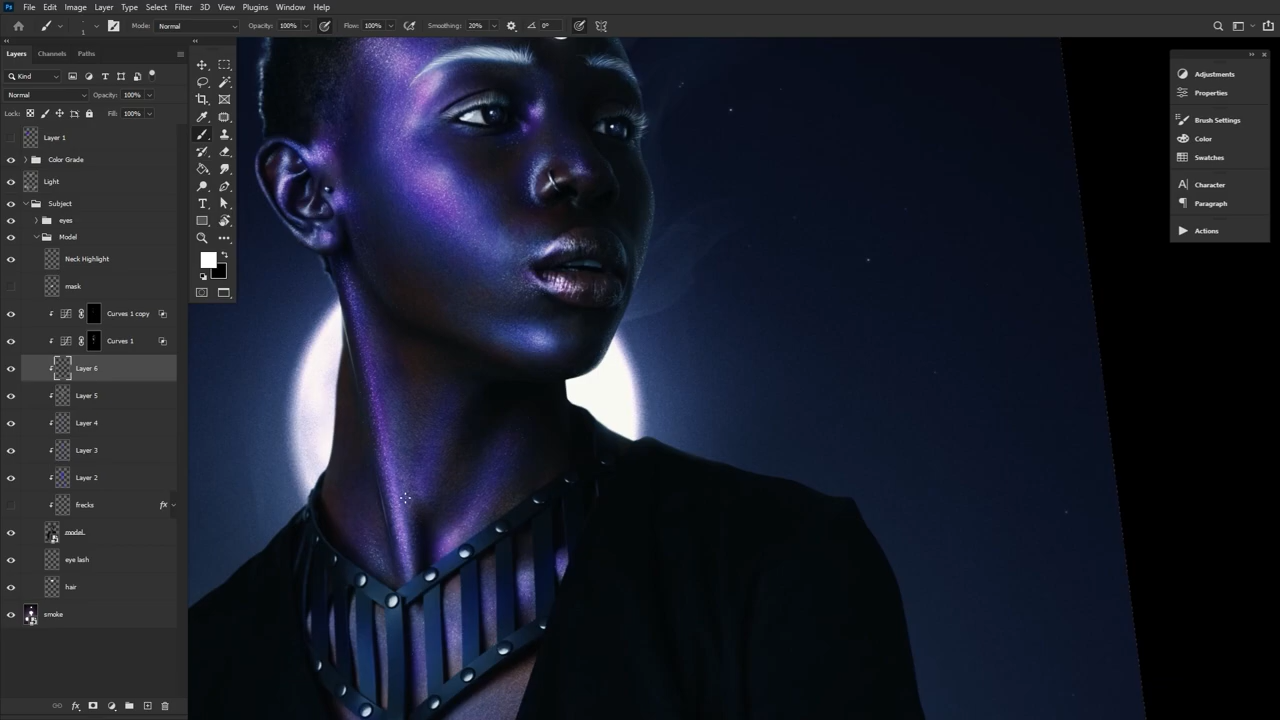 Ps File Edit Image Layer Type Select Filter 3D View Plugins Window Help
1 Mode: Normal Opacity: 100% Flow: 100% Smoothing: 20% 0°
Layers Channels Paths
Kind
Normal Opacity: 100%
Lock: Fill: 100%
Layer 1
Color Grade
Light
Subject
eyes
Model
Neck Highlight
mask
Curves 1 copy
Curves 1
Layer 6
Layer 5
Layer 4
Layer 3
Layer 2
frecks fx
model
eye lash
hair
smoke
fx
Adjustments
Properties
Brush Settings
Color
Swatches
Character
Paragraph
Actions